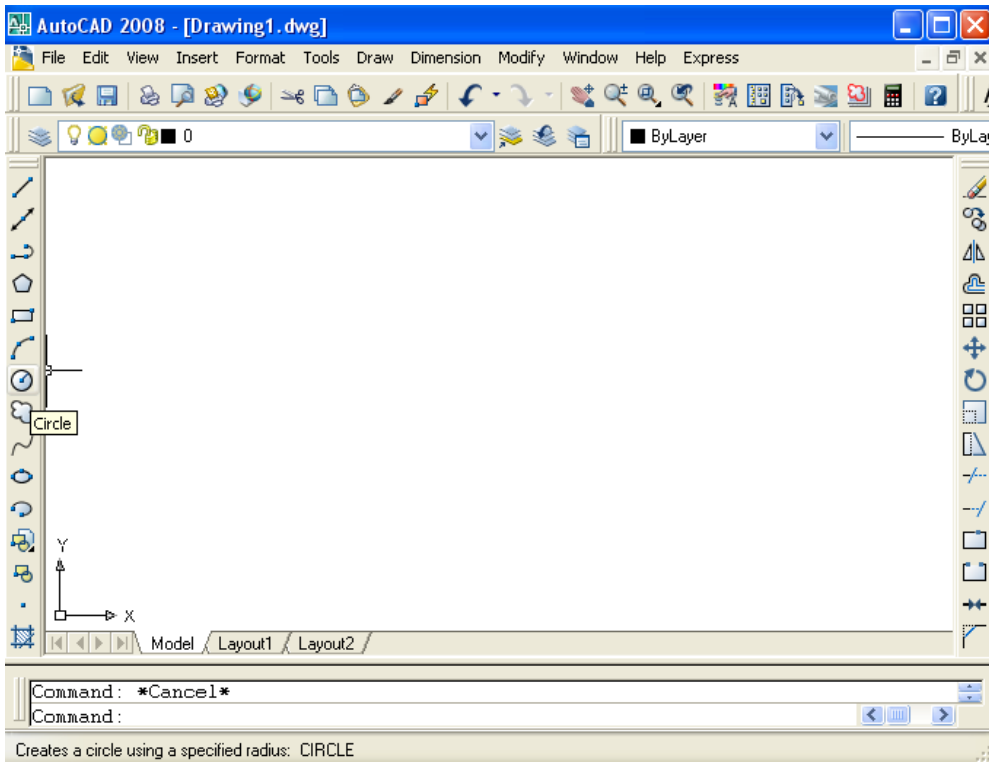 AutoCAD 2008 - [Drawing1.dwg]
File Edit View Insert Format Tools Draw Dimension Modify Window Help Express
0 ByLayer ByLay
Circle
Y
X
Model Layout1 Layout2
Command: *Cancel*
Command:
Creates a circle using a specified radius: CIRCLE